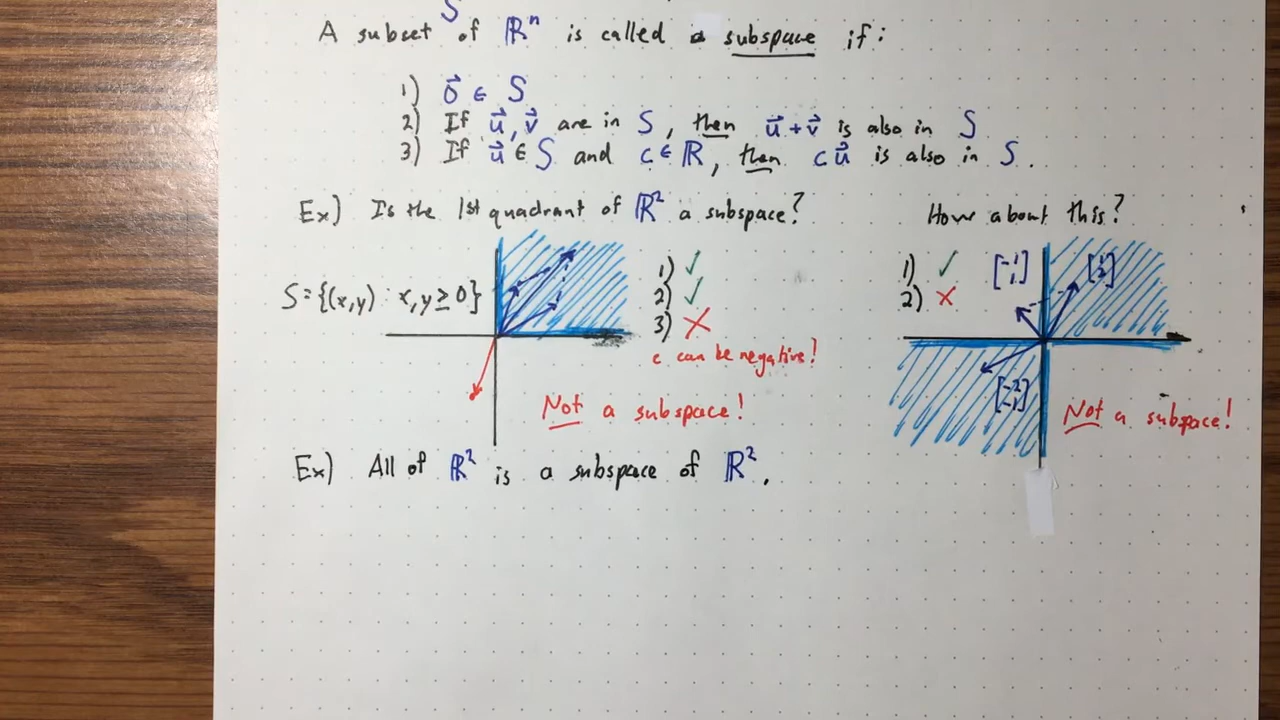 A subset S of ℝⁿ is called a subspace if:
1) 0⃗ ∈ S
2) If u⃗, v⃗ are in S, then u⃗ + v⃗ is also in S
3) If u⃗ ∈ S and c ∈ ℝ, then c u⃗ is also in S.
Ex) Is the 1st quadrant of ℝ² a subspace?
S = {(x,y) : x,y ≥ 0}
1) ✓
2) ✓
3) ✗
c can be negative!
Not a subspace!
How about this?
1) ✓
2) ✗
[-1 1]
[1 2]
[-2 -1]
Not a subspace!
Ex) All of ℝ² is a subspace of ℝ².